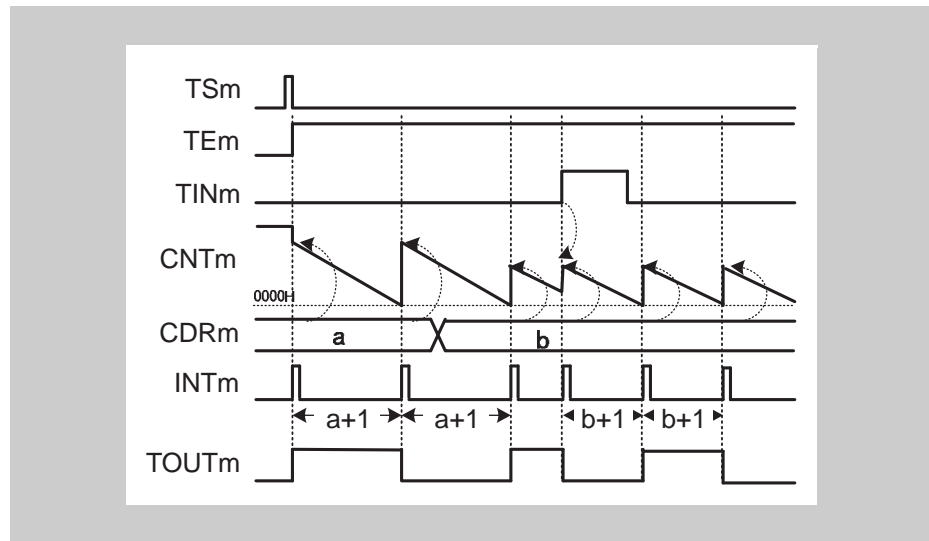 TSm
TEm
TINm
CNTm
0000H
CDRm
a
b
INTm
a+1
a+1
b+1
b+1
TOUTm